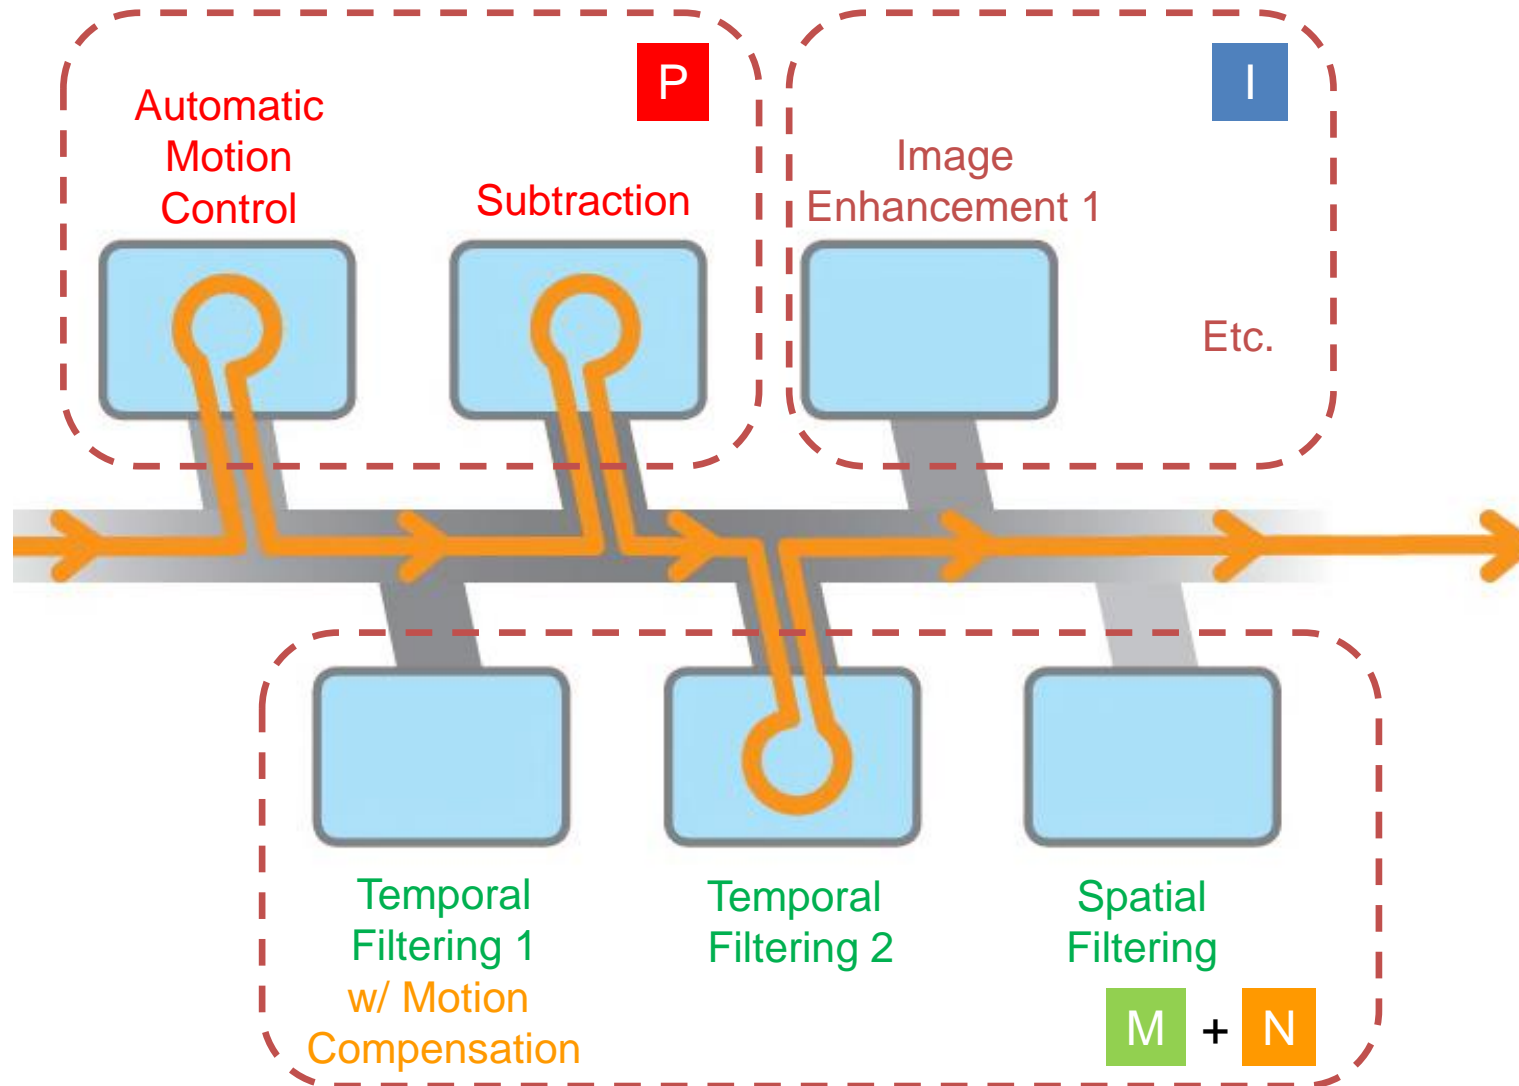 P
Automatic
Motion
Control
Subtraction
I
Image
Enhancement 1
Etc.
Temporal
Filtering 1
w/ Motion
Compensation
Temporal
Filtering 2
Spatial
Filtering
M + N